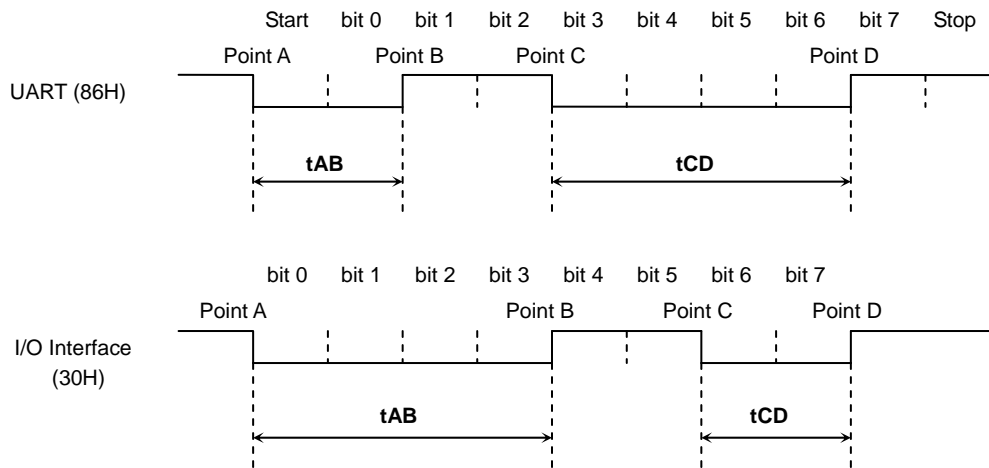 Start bit 0 bit 1 bit 2 bit 3 bit 4 bit 5 bit 6 bit 7 Stop
Point A Point B Point C Point D
UART (86H)
tAB tCD
bit 0 bit 1 bit 2 bit 3 bit 4 bit 5 bit 6 bit 7
Point A Point B Point C Point D
I/O Interface
(30H)
tAB tCD